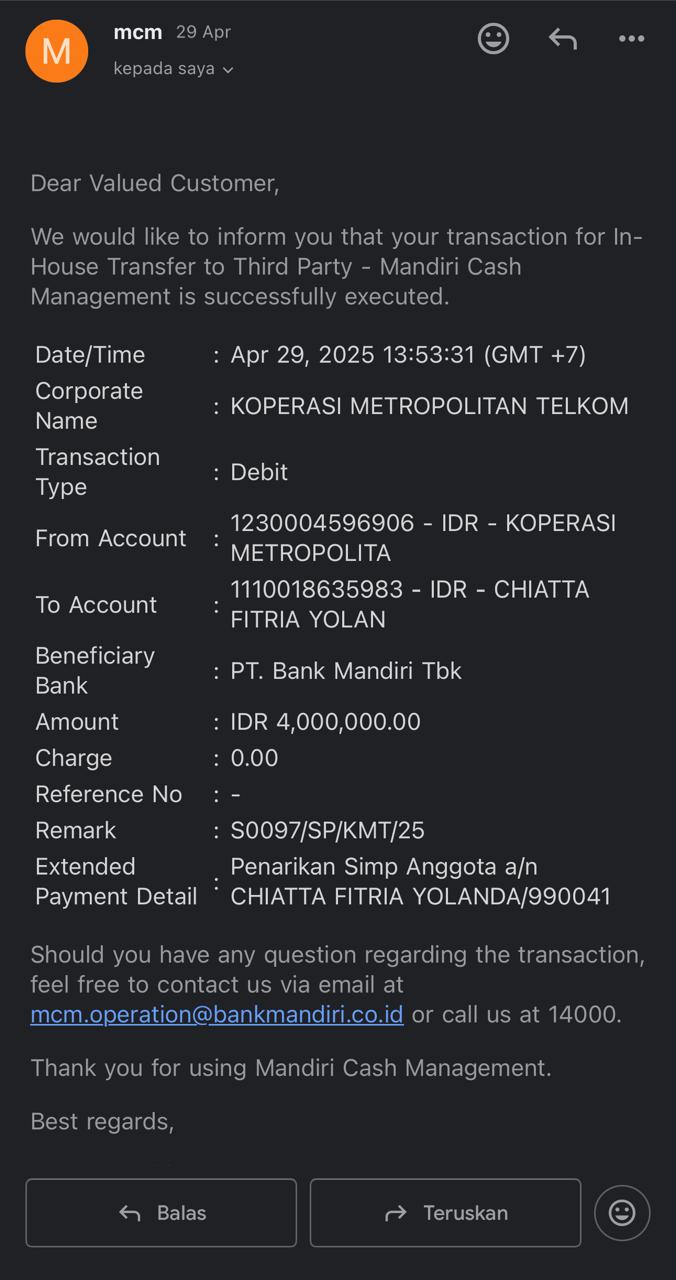 M
mcm 29 Apr
kepada saya
Dear Valued Customer,
We would like to inform you that your transaction for In-
House Transfer to Third Party - Mandiri Cash
Management is successfully executed.
Date/Time : Apr 29, 2025 13:53:31 (GMT +7)
Corporate
Name : KOPERASI METROPOLITAN TELKOM
Transaction
Type : Debit
From Account : 1230004596906 - IDR - KOPERASI
METROPOLITA
To Account : 1110018635983 - IDR - CHIATTA
FITRIA YOLAN
Beneficiary
Bank : PT. Bank Mandiri Tbk
Amount : IDR 4,000,000.00
Charge : 0.00
Reference No : -
Remark : S0097/SP/KMT/25
Extended
Payment Detail : Penarikan Simp Anggota a/n
CHIATTA FITRIA YOLANDA/990041
Should you have any question regarding the transaction,
feel free to contact us via email at
mcm.operation@bankmandiri.co.id or call us at 14000.
Thank you for using Mandiri Cash Management.
Best regards,
Balas
Teruskan